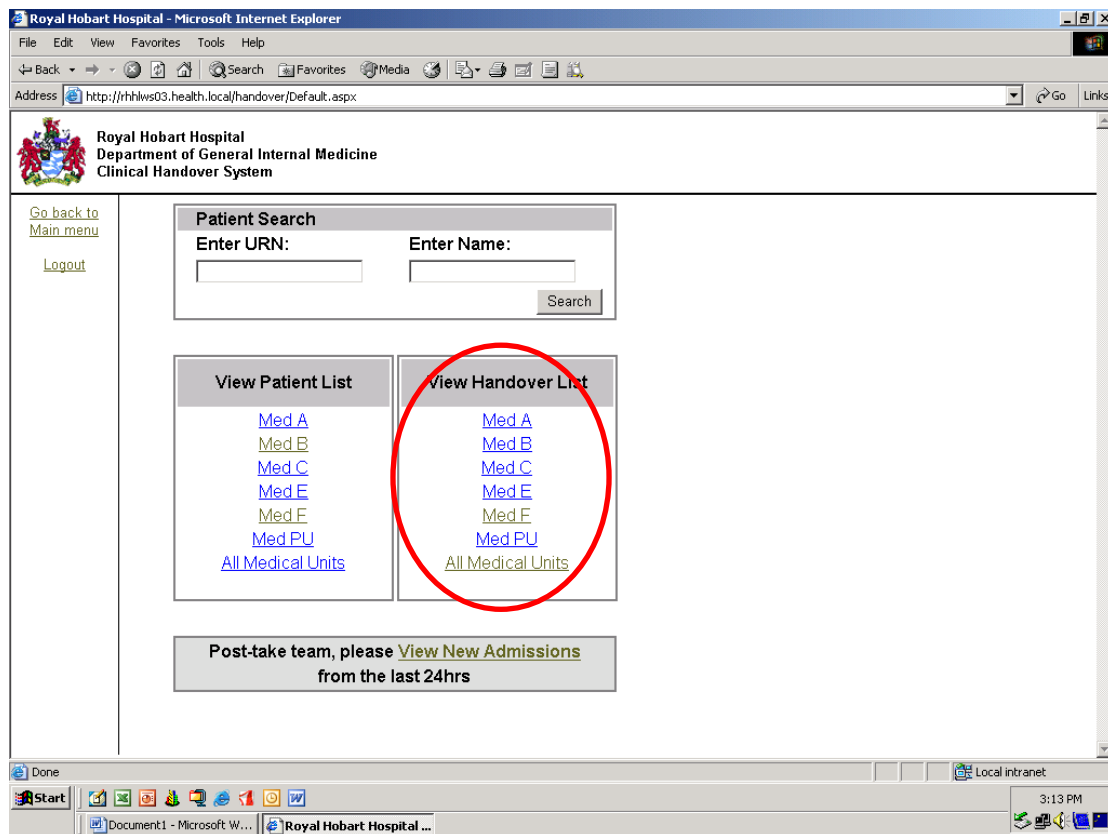 Royal Hobart Hospital - Microsoft Internet Explorer
File Edit View Favorites Tools Help
Back Search Favorites Media
Address http://rhhlws03.health.local/handover/Default.aspx Go Links
Royal Hobart Hospital
Department of General Internal Medicine
Clinical Handover System
Go back to
Main menu
Logout
Patient Search
Enter URN: Enter Name:
Search
View Patient List
Med A
Med B
Med C
Med E
Med F
Med PU
All Medical Units
View Handover List
Med A
Med B
Med C
Med E
Med F
Med PU
All Medical Units
Post-take team, please View New Admissions
from the last 24hrs
Done Local intranet
Start 3:13 PM
Document1 - Microsoft W... Royal Hobart Hospital ...